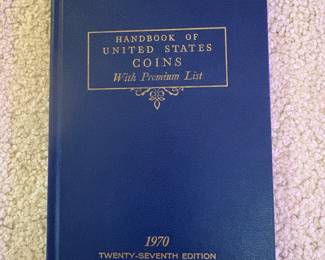 HANDBOOK OF
UNITED STATES
COINS
With Premium List
1970
TWENTY-SEVENTH EDITION